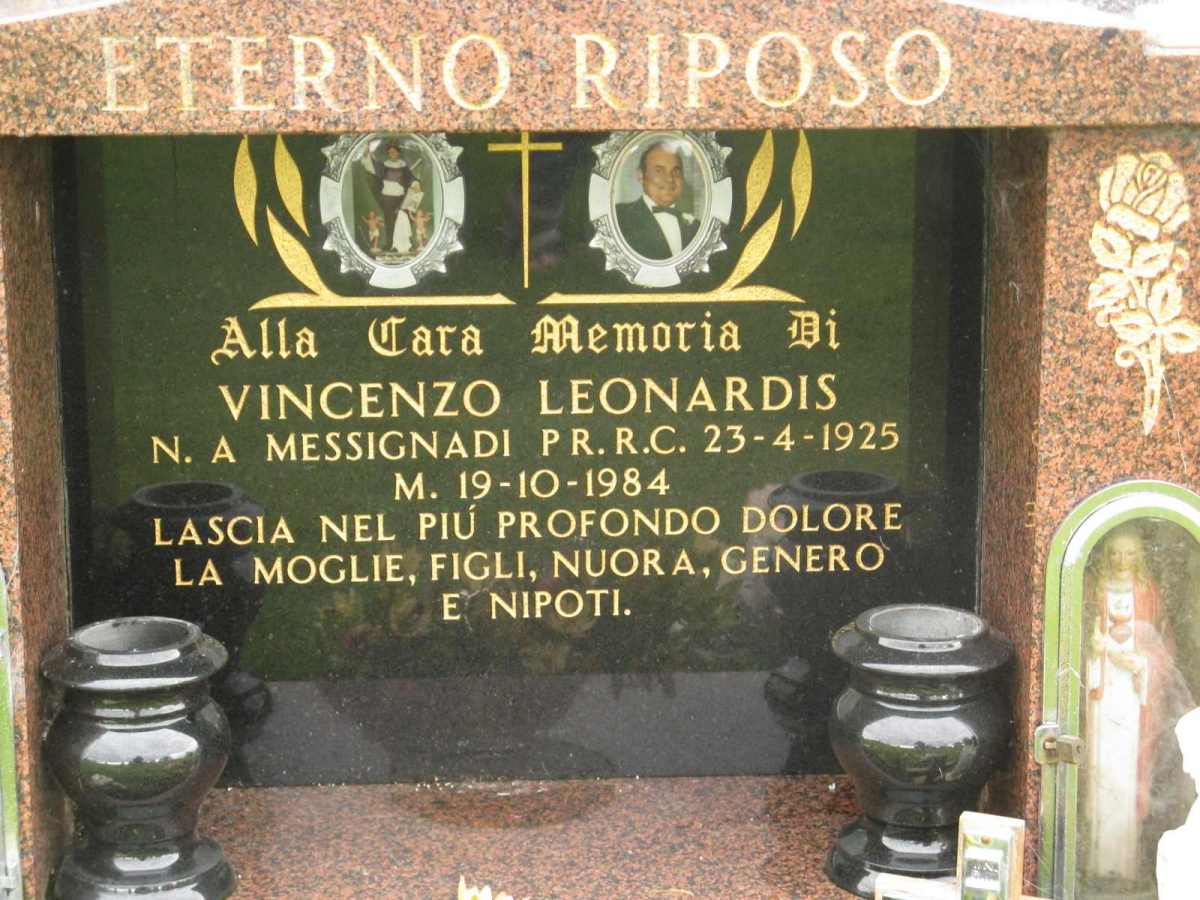 ETERNO RIPOSO
Alla Cara Memoria Di
VINCENZO LEONARDIS
N. A MESSIGNADI PR. R.C. 23-4-1925
M. 19-10-1984
LASCIA NEL PIÚ PROFONDO DOLORE
LA MOGLIE, FIGLI, NUORA, GENERO
E NIPOTI.